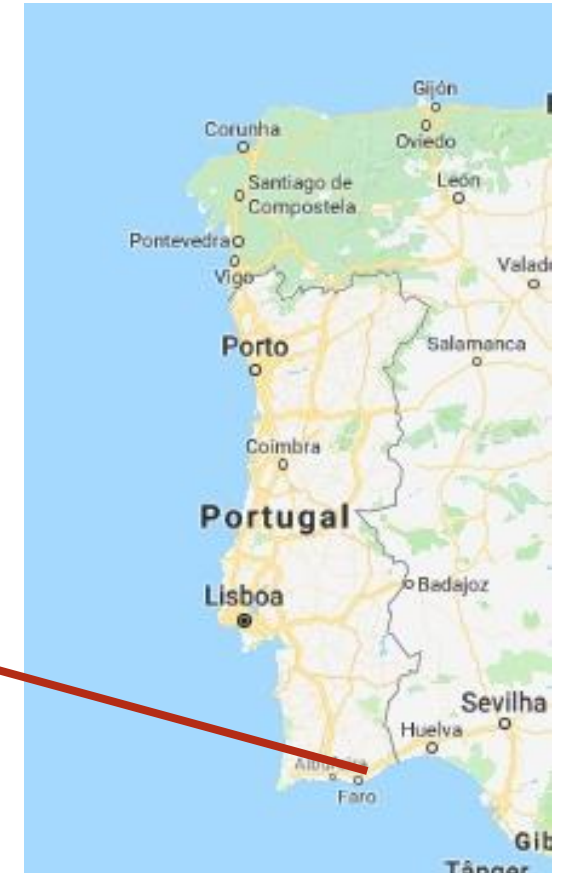 Gijón
Corunha
Oviedo
Santiago de
Compostela
León
Pontevedra
Vigo
Porto
Salamanca
Coimbra
Portugal
Badajoz
Lisboa
Sevilha
Huelva
Faro